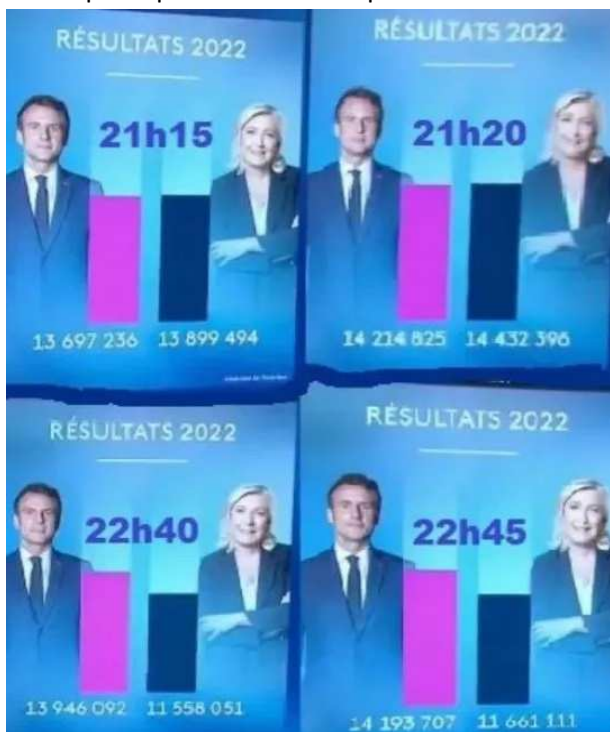 RÉSULTATS 2022
21h15
13 697 236 13 899 494
RÉSULTATS 2022
21h20
14 214 825 14 432 396
RÉSULTATS 2022
22h40
13 946 092 11 558 051
RÉSULTATS 2022
22h45
14 193 707 11 661 111